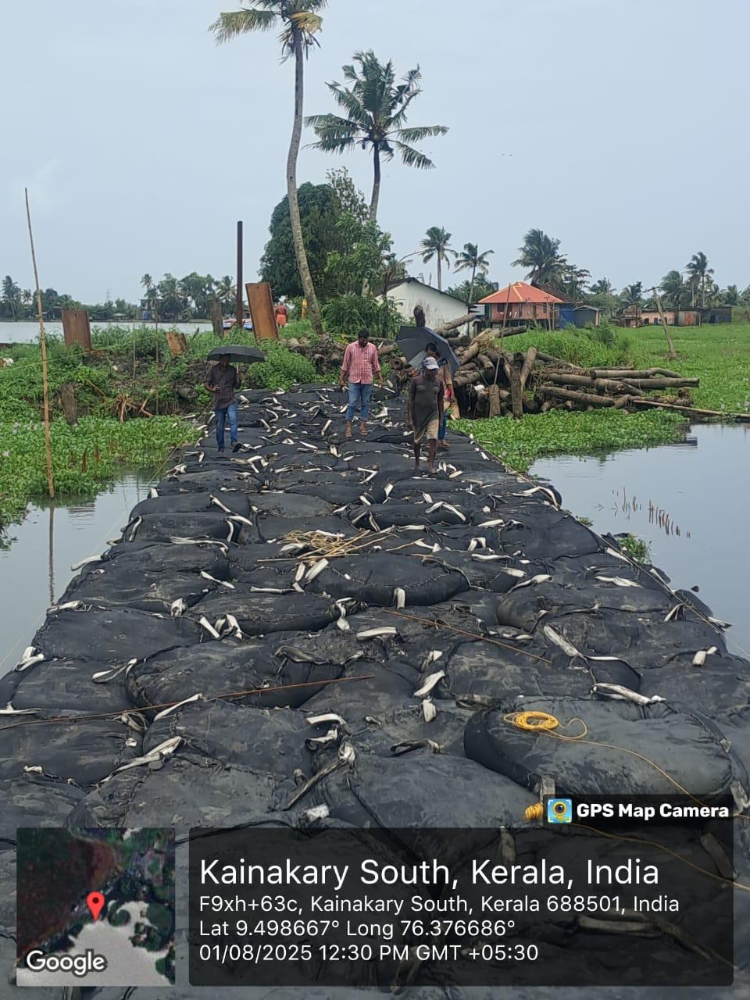 GPS Map Camera
Kainakary South, Kerala, India
F9xh+63c, Kainakary South, Kerala 688501, India
Lat 9.498667° Long 76.376686°
01/08/2025 12:30 PM GMT +05:30
Google